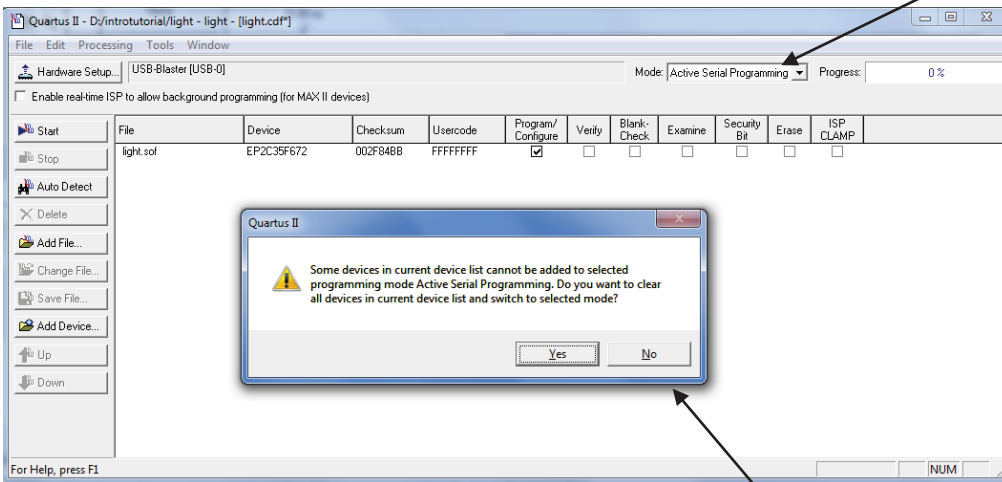 Quartus II - D:/introtutorial/light - light - [light.cdf*]
File Edit Processing Tools Window
Hardware Setup... USB-Blaster [USB-0] Mode: Active Serial Programming Progress: 0 %
Enable real-time ISP to allow background programming (for MAX II devices)
Start
Stop
Auto Detect
Delete
Add File...
Change File...
Save File...
Add Device...
Up
Down
File Device Checksum Usercode Program/ Configure Verify Blank- Check Examine Security Bit Erase ISP CLAMP
light.sof EP2C35F672 002F84BB FFFFFFFF
Quartus II
Some devices in current device list cannot be added to selected
programming mode Active Serial Programming. Do you want to clear
all devices in current device list and switch to selected mode?
Yes No
For Help, press F1 NUM